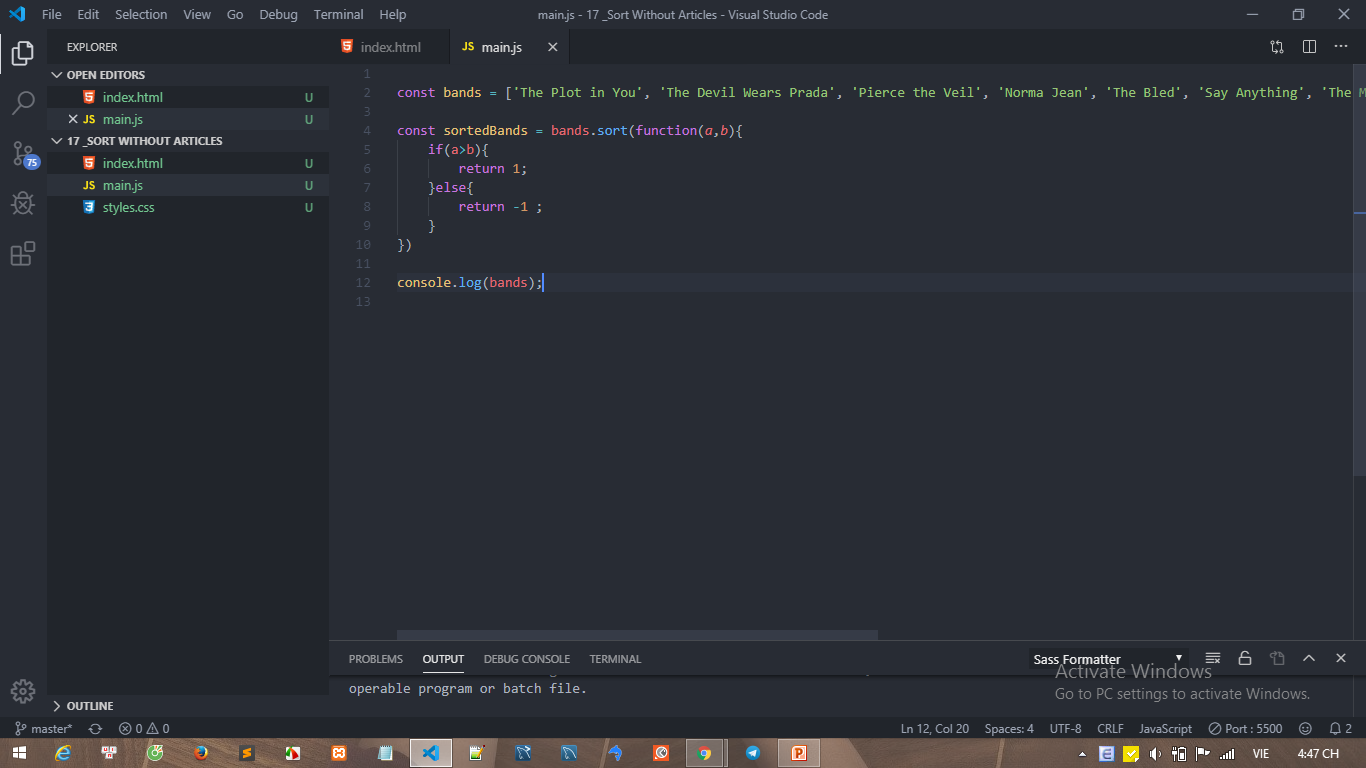 File Edit Selection View Go Debug Terminal Help
main.js - 17 _Sort Without Articles - Visual Studio Code
EXPLORER
index.html
JS main.js
OPEN EDITORS
index.html U
JS main.js U
17 _SORT WITHOUT ARTICLES
index.html U
JS main.js U
styles.css U
75
1
2 const bands = ['The Plot in You', 'The Devil Wears Prada', 'Pierce the Veil', 'Norma Jean', 'The Bled', 'Say Anything', 'The M
3
4 const sortedBands = bands.sort(function(a,b){
5 if(a>b){
6 return 1;
7 }else{
8 return -1 ;
9 }
10 })
11
12 console.log(bands);
13
PROBLEMS OUTPUT DEBUG CONSOLE TERMINAL
Sass Formatter
operable program or batch file.
Activate Windows
Go to PC settings to activate Windows.
OUTLINE
master* 0 0
Ln 12, Col 20 Spaces: 4 UTF-8 CRLF JavaScript Port : 5500 2
VIE 4:47 CH